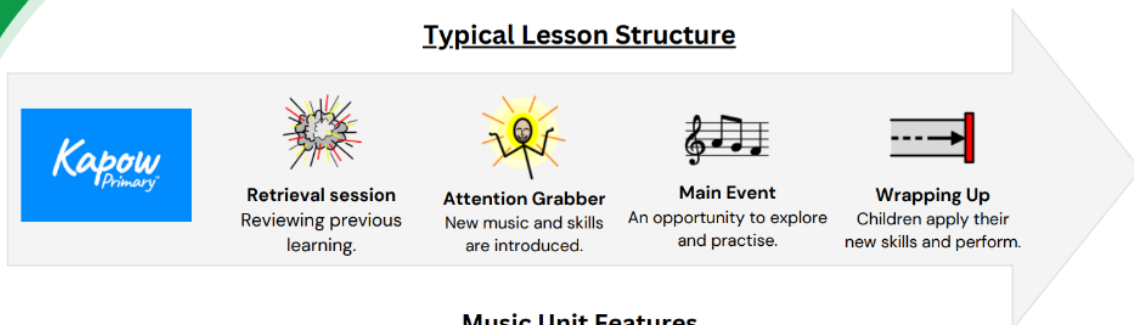 Typical Lesson Structure
Kapow
Primary
Retrieval session
Reviewing previous
learning.
Attention Grabber
New music and skills
are introduced.
Main Event
An opportunity to explore
and practise.
Wrapping Up
Children apply their
new skills and perform.
Music Unit Features